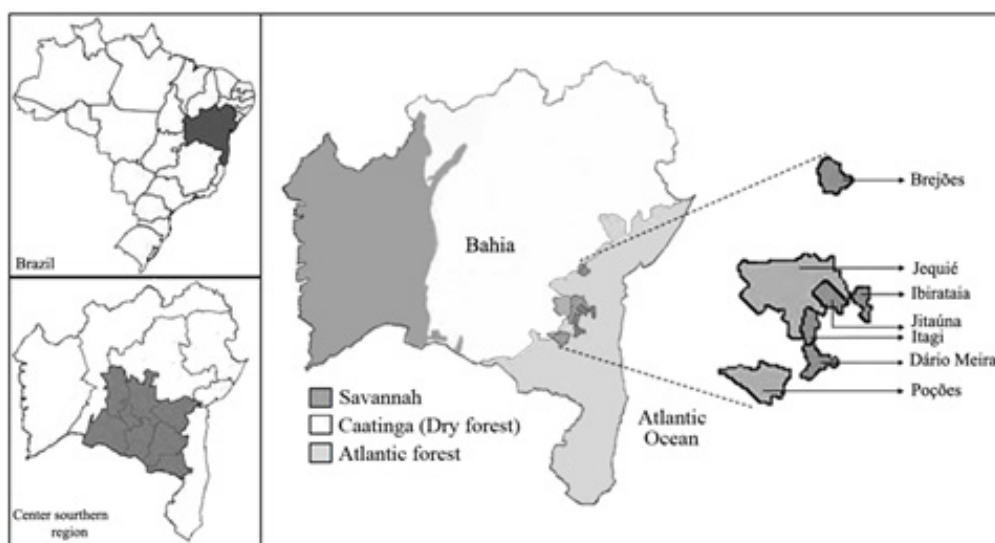 Brazil
Center sourthern
region
Bahia
Savannah
Caatinga (Dry forest)
Atlantic forest
Atlantic
Ocean
Brejões
Jequié
Ibirataia
Jitaúna
Itagi
Dário Meira
Poções